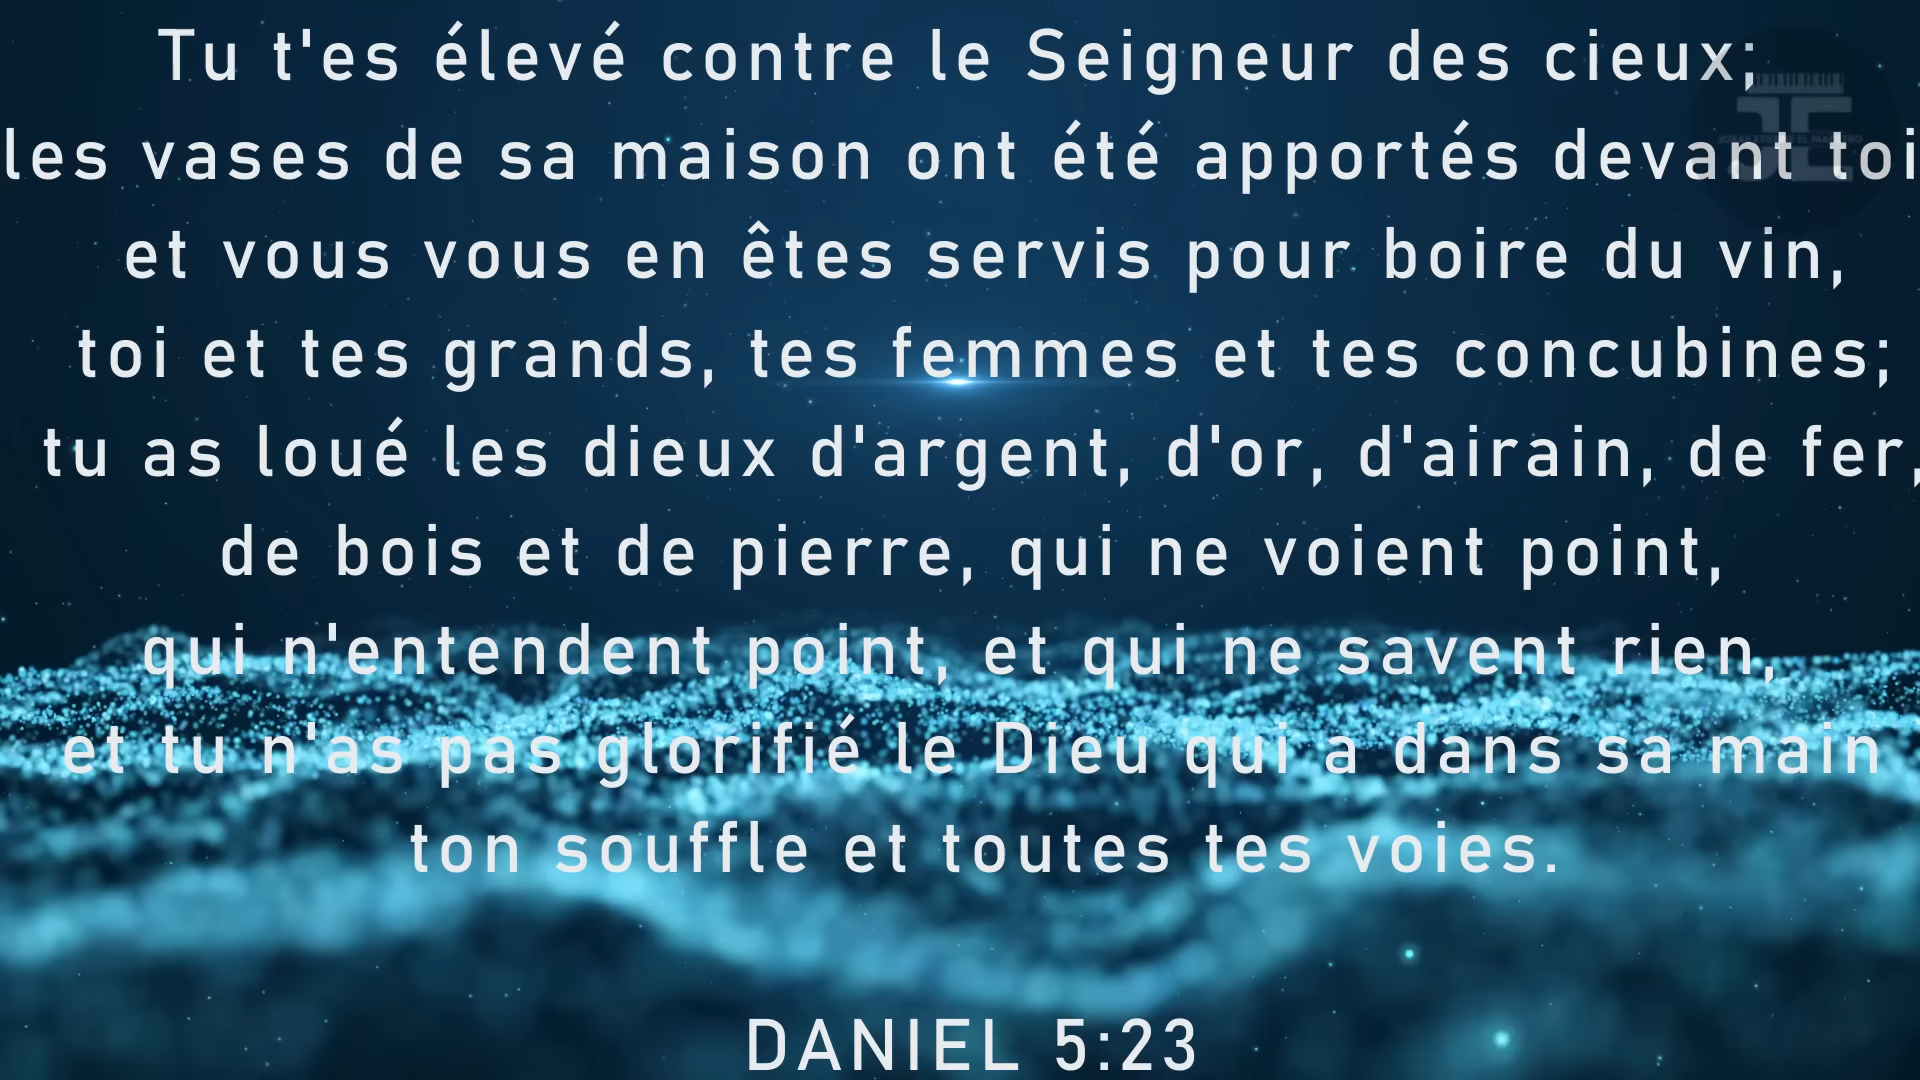 Tu t'es élevé contre le Seigneur des cieux;
les vases de sa maison ont été apportés devant toi
et vous vous en êtes servis pour boire du vin,
toi et tes grands, tes femmes et tes concubines;
tu as loué les dieux d'argent, d'or, d'airain, de fer,
de bois et de pierre, qui ne voient point,
qui n'entendent point, et qui ne savent rien,
et tu n'as pas glorifié le Dieu qui a dans sa main
ton souffle et toutes tes voies.
DANIEL 5:23